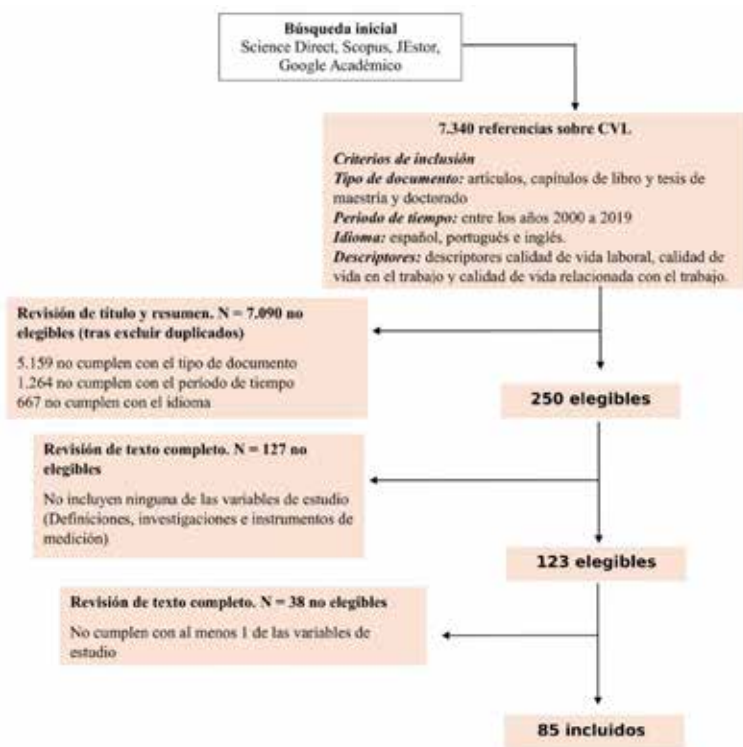 Búsqueda inicial
Science Direct, Scopus, JEstor,
Google Académico
7.340 referencias sobre CVL
Criterios de inclusión
Tipo de documento: artículos, capítulos de libro y tesis de
maestría y doctorado
Periodo de tiempo: entre los años 2000 a 2019
Idioma: español, portugués e inglés.
Descriptores: descriptores calidad de vida laboral, calidad de
vida en el trabajo y calidad de vida relacionada con el trabajo.
Revisión de título y resumen. N = 7.090 no
elegibles (tras excluir duplicados)
5.159 no cumplen con el tipo de documento
1.264 no cumplen con el período de tiempo
667 no cumplen con el idioma
250 elegibles
Revisión de texto completo. N = 127 no
elegibles
No incluyen ninguna de las variables de estudio
(Definiciones, investigaciones e instrumentos de
medición)
123 elegibles
Revisión de texto completo. N = 38 no elegibles
No cumplen con al menos 1 de las variables de
estudio
85 incluidos